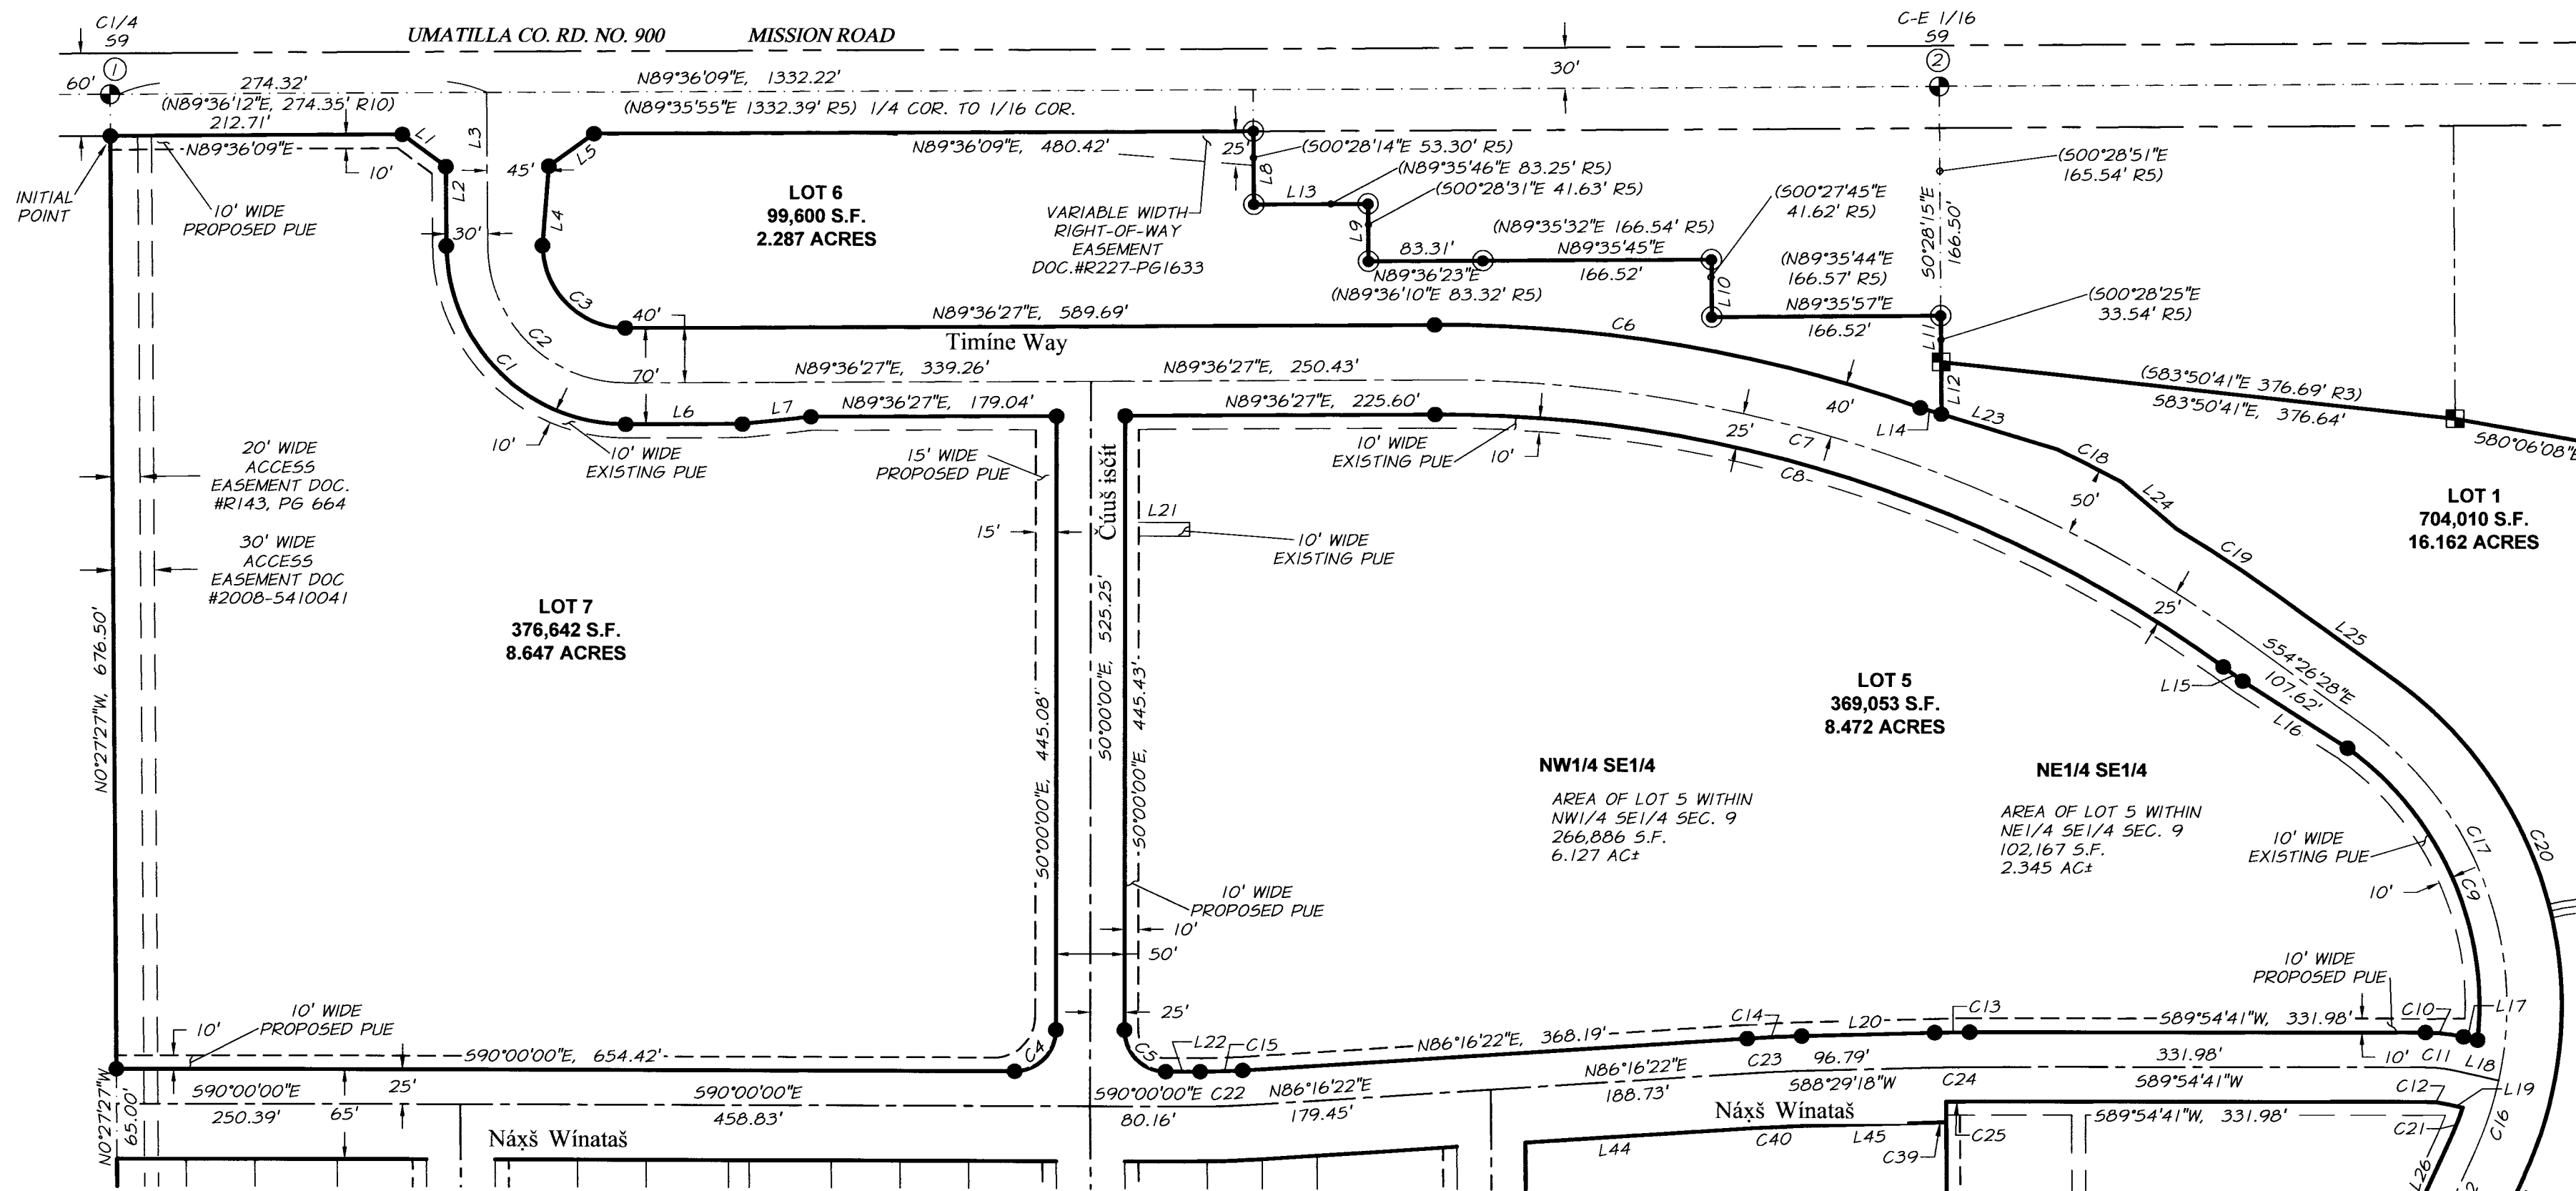 C1/4
S9
UMATILLA CO. RD. NO. 900 MISSION ROAD
C-E 1/16
S9
1
2
60'
274.32'
(N89°36'12"E, 274.35' R10)
212.71'
N89°36'09"E
10'
N89°36'09"E, 1332.22'
(N89°35'55"E 1332.39' R5) 1/4 COR. TO 1/16 COR.
30'
L1
L2
L3
L4
L5
45'
30'
INITIAL
POINT
10' WIDE
PROPOSED PUE
LOT 6
99,600 S.F.
2.287 ACRES
N89°36'09"E, 480.42'
25'
VARIABLE WIDTH
RIGHT-OF-WAY
EASEMENT
DOC.#R227-PG1633
L8
(S00°28'14"E 53.30' R5)
(N89°35'46"E 83.25' R5)
L13
(S00°28'31"E 41.63' R5)
L9
83.31'
N89°36'23"E
(N89°36'10"E 83.32' R5)
(N89°35'32"E 166.54' R5)
N89°35'45"E
166.52'
(S00°27'45"E
41.62' R5)
L10
(N89°35'44"E
166.57' R5)
N89°35'57"E
166.52'
(S00°28'51"E
165.54' R5)
S0°28'15"E
166.50'
(S00°28'25"E
33.54' R5)
L11
L12
C3
C2
C1
40'
N89°36'27"E, 589.69'
Timíne Way
70'
N89°36'27"E, 339.26'
N89°36'27"E, 250.43'
C6
40'
L14
L23
(S83°50'41"E 376.69' R3)
S83°50'41"E, 376.64'
S80°06'08"E
L6
L7
N89°36'27"E, 179.04'
N89°36'27"E, 225.60'
10'
10' WIDE
EXISTING PUE
15' WIDE
PROPOSED PUE
15'
10' WIDE
EXISTING PUE
10'
25'
C7
C8
C18
50'
L24
C19
LOT 1
704,010 S.F.
16.162 ACRES
20' WIDE
ACCESS
EASEMENT DOC.
#R143, PG 664
30' WIDE
ACCESS
EASEMENT DOC
#2008-5410041
Čúuš isčít
L21
10' WIDE
EXISTING PUE
LOT 7
376,642 S.F.
8.647 ACRES
N0°27'27"W, 676.50'
S0°00'00"E, 445.08'
S0°00'00"E, 525.25'
S0°00'00"E, 445.43'
25'
L25
S54°26'28"E
107.62'
L15
L16
LOT 5
369,053 S.F.
8.472 ACRES
NW1/4 SE1/4
NE1/4 SE1/4
AREA OF LOT 5 WITHIN
NW1/4 SE1/4 SEC. 9
266,886 S.F.
6.127 AC±
AREA OF LOT 5 WITHIN
NE1/4 SE1/4 SEC. 9
102,167 S.F.
2.345 AC±
10' WIDE
EXISTING PUE
C17
C20
C9
10'
10' WIDE
PROPOSED PUE
10'
50'
25'
10' WIDE
PROPOSED PUE
10'
10' WIDE
PROPOSED PUE
S90°00'00"E, 654.42'
C4
C5
L22
C15
N86°16'22"E, 368.19'
C14
L20
C13
S89°54'41"W, 331.98'
C10
L17
10'
C11
L18
N0°27'27"W
65.00'
S90°00'00"E
250.39'
25'
65'
S90°00'00"E
458.83'
S90°00'00"E
80.16'
C22
N86°16'22"E
179.45'
N86°16'22"E
188.73'
C23
96.79'
S88°29'18"W
C24
331.98'
S89°54'41"W
C12
L19
Náx̣š Wínataš
Náx̣š Wínataš
C25
S89°54'41"W, 331.98'
C21
C16
L44
C40
L45
C39
L26